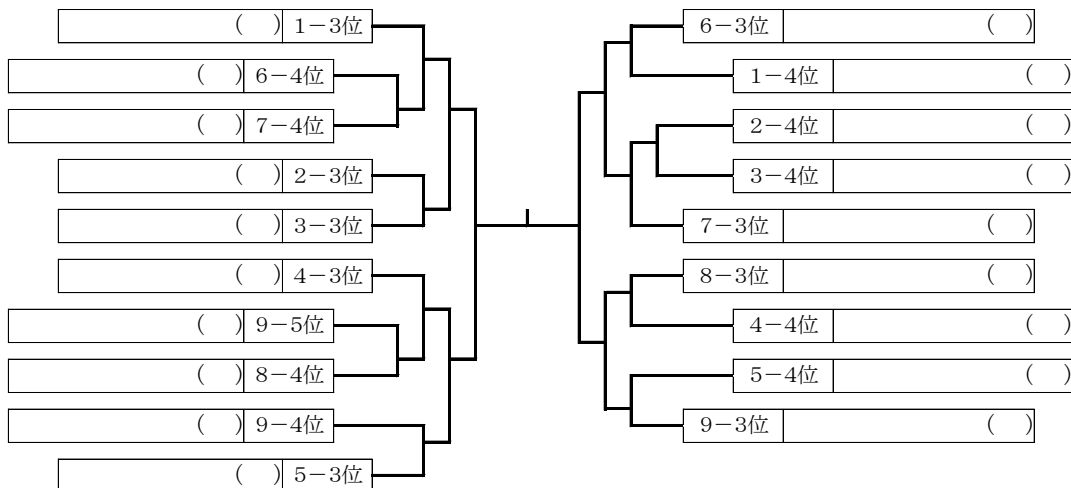 (　) 1－3位
(　) 6－4位
(　) 7－4位
(　) 2－3位
(　) 3－3位
(　) 4－3位
(　) 9－5位
(　) 8－4位
(　) 9－4位
(　) 5－3位
6－3位 (　)
1－4位 (　)
2－4位 (　)
3－4位 (　)
7－3位 (　)
8－3位 (　)
4－4位 (　)
5－4位 (　)
9－3位 (　)